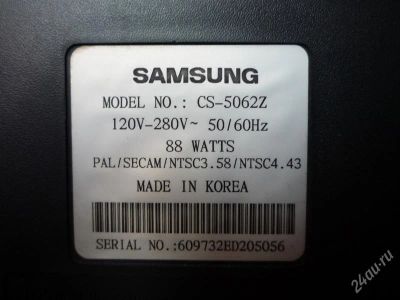 SAMSUNG
MODEL NO.: CS-5062Z
120V-280V~ 50/60Hz
88 WATTS
PAL/SECAM/NTSC3.58/NTSC4.43
MADE IN KOREA
SERIAL NO.:609732ED205056
24au.ru